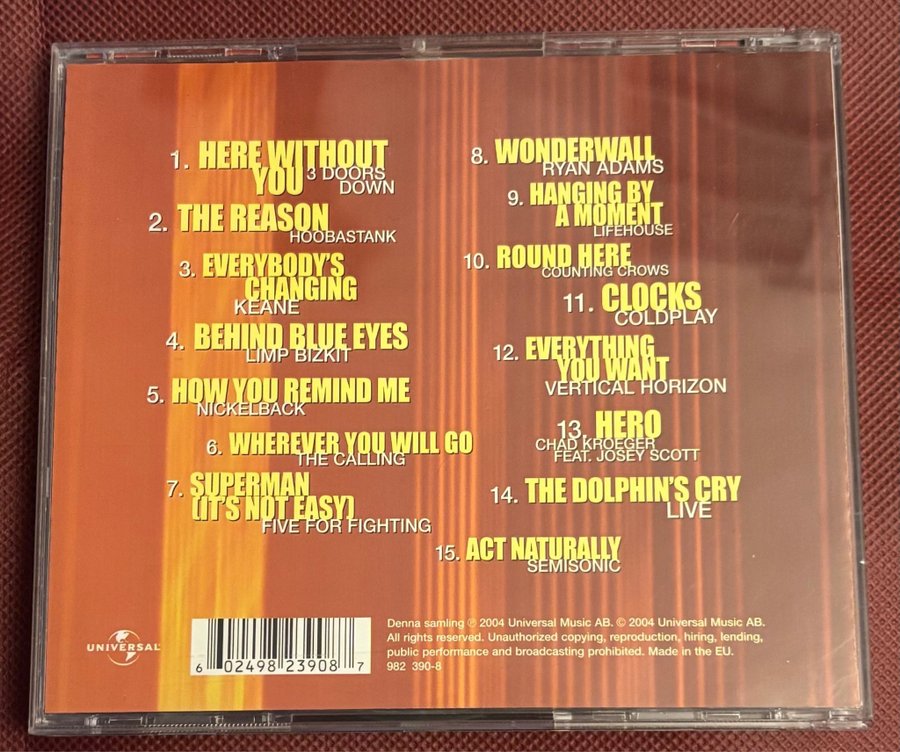 1. HERE WITHOUT
YOU 3 DOORS
DOWN
2. THE REASON
HOOBASTANK
3. EVERYBODY'S
CHANGING
KEANE
4. BEHIND BLUE EYES
LIMP BIZKIT
5. HOW YOU REMIND ME
NICKELBACK
6. WHEREVER YOU WILL GO
THE CALLING
7. SUPERMAN
(IT'S NOT EASY)
FIVE FOR FIGHTING
8. WONDERWALL
RYAN ADAMS
9. HANGING BY
A MOMENT
LIFEHOUSE
10. ROUND HERE
COUNTING CROWS
11. CLOCKS
COLDPLAY
12. EVERYTHING
YOU WANT
VERTICAL HORIZON
13. HERO
CHAD KROEGER
FEAT. JOSEY SCOTT
14. THE DOLPHIN'S CRY
LIVE
15. ACT NATURALLY
SEMISONIC
UNIVERSAL
6 02498 23908 7
Denna samling ℗ 2004 Universal Music AB. © 2004 Universal Music AB.
All rights reserved. Unauthorized copying, reproduction, hiring, lending,
public performance and broadcasting prohibited. Made in the EU.
982 390-8